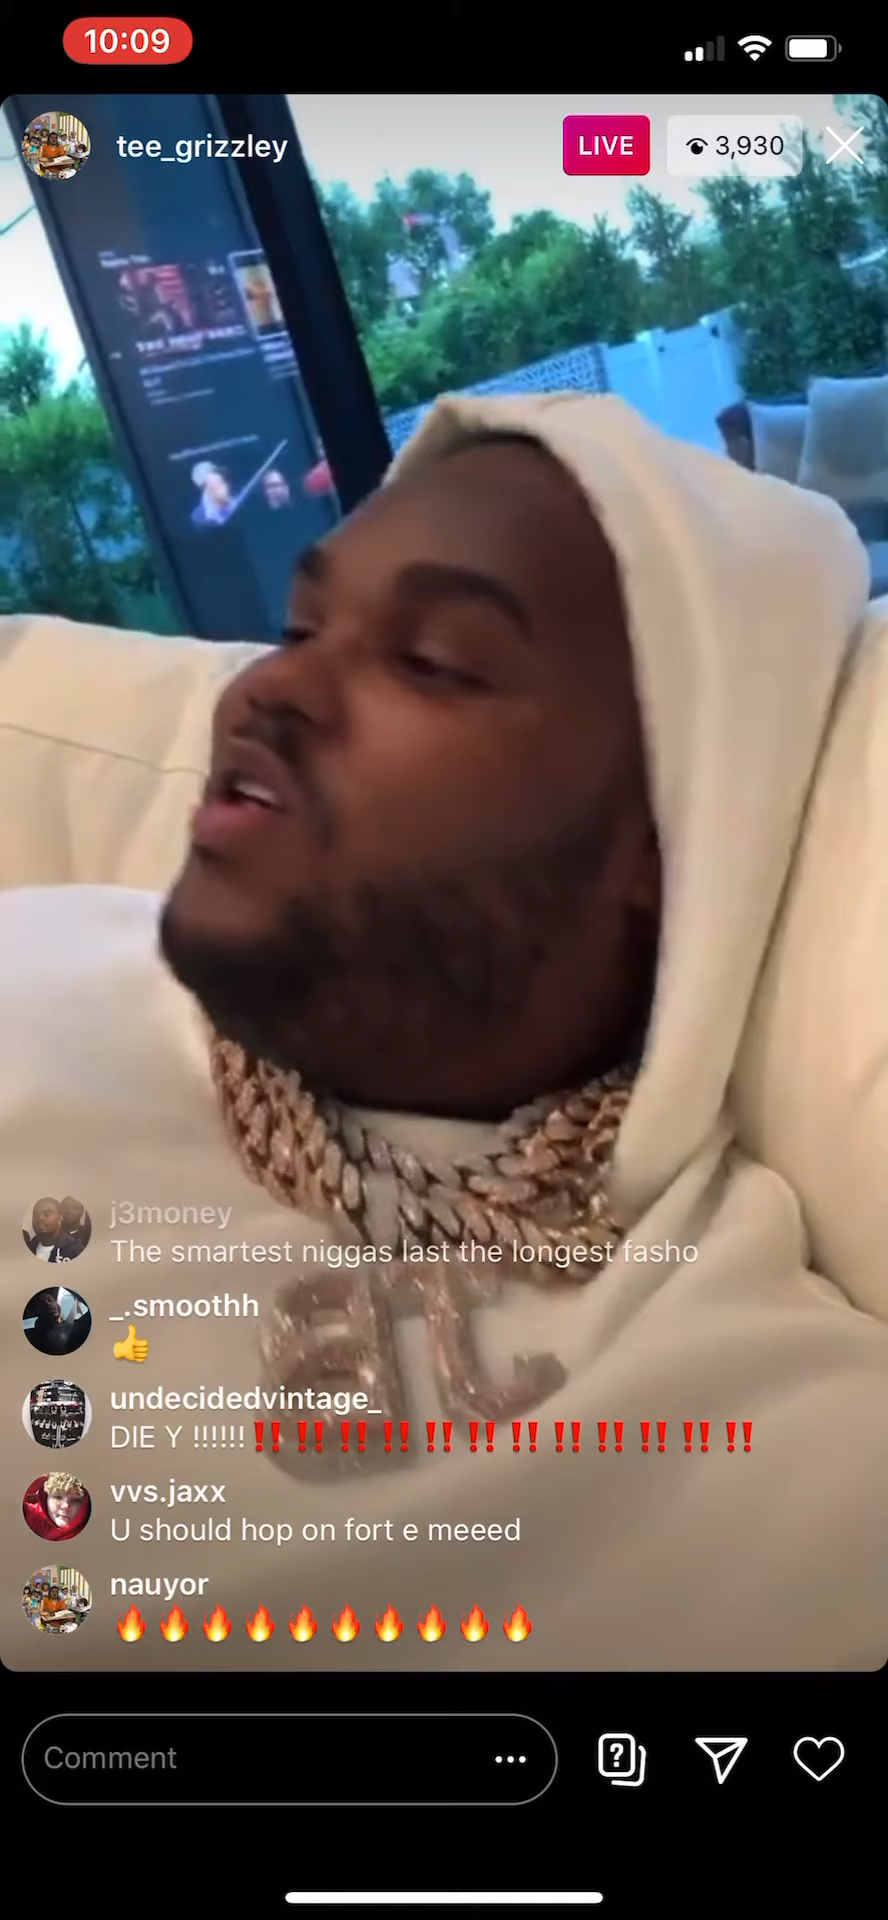 10:09
tee_grizzley
LIVE
3,930
j3money
The smartest niggas last the longest fasho
_.smoothh
👍
undecidedvintage_
DIE Y !!!!!!‼️‼️‼️‼️‼️‼️‼️‼️‼️‼️‼️‼️
vvs.jaxx
U should hop on fort e meeed
nauyor
🔥🔥🔥🔥🔥🔥🔥🔥🔥🔥
Comment